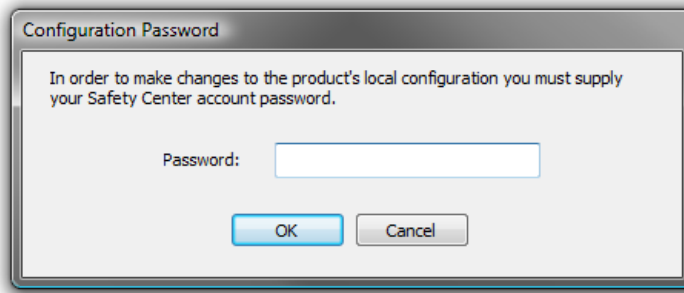 Configuration Password
In order to make changes to the product's local configuration you must supply
your Safety Center account password.
Password:
OK
Cancel